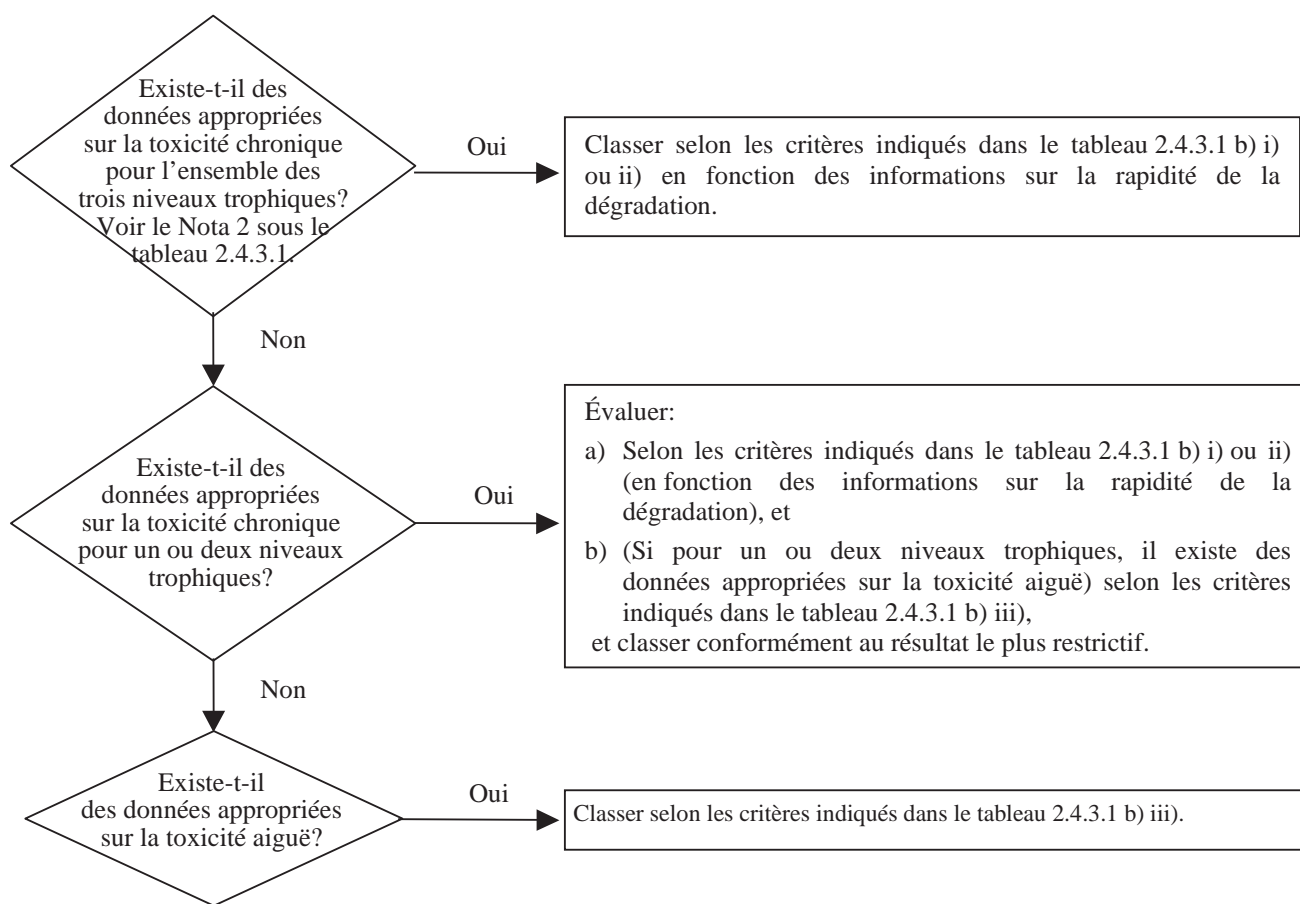 Existe-t-il des
données appropriées
sur la toxicité chronique
pour l'ensemble des
trois niveaux trophiques?
Voir le Nota 2 sous le
tableau 2.4.3.1.
Oui
Classer selon les critères indiqués dans le tableau 2.4.3.1 b) i)
ou ii) en fonction des informations sur la rapidité de la
dégradation.
Non
Existe-t-il des
données appropriées
sur la toxicité chronique
pour un ou deux niveaux
trophiques?
Oui
Évaluer:
a) Selon les critères indiqués dans le tableau 2.4.3.1 b) i) ou ii)
(en fonction des informations sur la rapidité de la
dégradation), et
b) (Si pour un ou deux niveaux trophiques, il existe des
données appropriées sur la toxicité aiguë) selon les critères
indiqués dans le tableau 2.4.3.1 b) iii),
et classer conformément au résultat le plus restrictif.
Non
Existe-t-il
des données appropriées
sur la toxicité aiguë?
Oui
Classer selon les critères indiqués dans le tableau 2.4.3.1 b) iii).